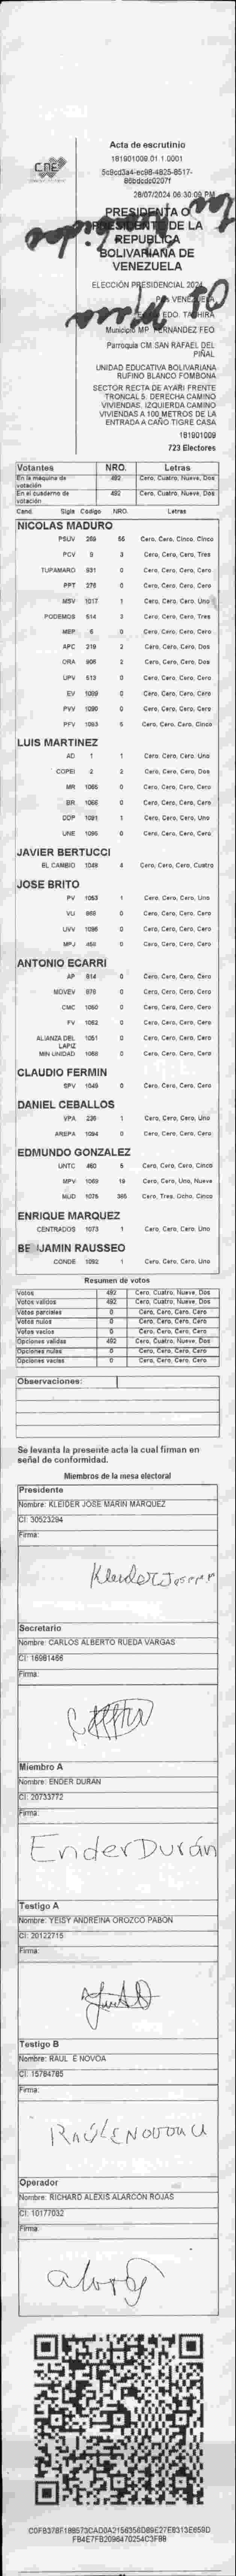 CNE
Acta de escrutinio
181901009.01.1.0001
5c9cd3a4-ec98-4825-8517-
28/07/2024 06:30:09 PM
PRESIDENTA O
PRESIDENTE DE LA
REPUBLICA
BOLIVARIANA DE
VENEZUELA
ELECCIÓN PRESIDENCIAL 2024
EDO. TACHIRA
Municipio MP. FERNANDEZ FEO
Parroquia CM. SAN RAFAEL DEL
PIÑAL
UNIDAD EDUCATIVA BOLIVARIANA
RUFINO BLANCO FOMBONA
SECTOR RECTA DE AYARI FRENTE
TRONCAL 5. DERECHA CAMINO
VIVIENDAS. IZQUIERDA CAMINO
VIVIENDAS A 100 METROS DE LA
ENTRADA A CAÑO TIGRE CASA
181901009
723 Electores
Votantes NRO. Letras
En la máquina de votación 492 Cero, Cuatro, Nueve, Dos
En el cuaderno de votación 492 Cero, Cuatro, Nueve, Dos
Cand. Sigla Codigo NRO. Letras
NICOLAS MADURO
PSUV 269 55 Cero, Cero, Cinco, Cinco
PCV 9 3 Cero, Cero, Cero, Tres
TUPAMARO 931 0 Cero, Cero, Cero, Cero
PPT 276 0 Cero, Cero, Cero, Cero
MSV 1017 1 Cero, Cero, Cero, Uno
PODEMOS 514 3 Cero, Cero, Cero, Tres
MEP 6 0 Cero, Cero, Cero, Cero
APC 219 2 Cero, Cero, Cero, Dos
ORA 906 2 Cero, Cero, Cero, Dos
UPV 513 0 Cero, Cero, Cero, Cero
EV 1099 0 Cero, Cero, Cero, Cero
PVV 1090 0 Cero, Cero, Cero, Cero
PFV 1093 5 Cero, Cero, Cero, Cinco
LUIS MARTINEZ
AD 1 1 Cero, Cero, Cero, Uno
COPEI 2 2 Cero, Cero, Cero, Dos
MR 1065 0 Cero, Cero, Cero, Cero
BR 1066 0 Cero, Cero, Cero, Cero
DDP 1091 1 Cero, Cero, Cero, Uno
UNE 1095 0 Cero, Cero, Cero, Cero
JAVIER BERTUCCI
EL CAMBIO 1048 4 Cero, Cero, Cero, Cuatro
JOSE BRITO
PV 1053 1 Cero, Cero, Cero, Uno
VU 968 0 Cero, Cero, Cero, Cero
UVV 1096 0 Cero, Cero, Cero, Cero
MPJ 458 0 Cero, Cero, Cero, Cero
ANTONIO ECARRI
AP 914 0 Cero, Cero, Cero, Cero
MOVEV 978 0 Cero, Cero, Cero, Cero
CMC 1060 0 Cero, Cero, Cero, Cero
FV 1062 0 Cero, Cero, Cero, Cero
ALIANZA DEL LAPIZ 1051 0 Cero, Cero, Cero, Cero
MIN UNIDAD 1068 0 Cero, Cero, Cero, Cero
CLAUDIO FERMIN
SPV 1049 0 Cero, Cero, Cero, Cero
DANIEL CEBALLOS
VPA 236 1 Cero, Cero, Cero, Uno
AREPA 1094 0 Cero, Cero, Cero, Cero
EDMUNDO GONZALEZ
UNTC 460 5 Cero, Cero, Cero, Cinco
MPV 1069 19 Cero, Cero, Uno, Nueve
MUD 1075 385 Cero, Tres, Ocho, Cinco
ENRIQUE MARQUEZ
CENTRADOS 1073 1 Cero, Cero, Cero, Uno
BENJAMIN RAUSSEO
CONDE 1092 1 Cero, Cero, Cero, Uno
Resumen de votos
Votos 492 Cero, Cuatro, Nueve, Dos
Votos validos 492 Cero, Cuatro, Nueve, Dos
Votos parciales 0 Cero, Cero, Cero, Cero
Votos nulos 0 Cero, Cero, Cero, Cero
Votos vacios 0 Cero, Cero, Cero, Cero
Opciones validas 492 Cero, Cuatro, Nueve, Dos
Opciones nulas 0 Cero, Cero, Cero, Cero
Opciones vacias 0 Cero, Cero, Cero, Cero
Observaciones:
Se levanta la presente acta la cual firman en
señal de conformidad.
Miembros de la mesa electoral
Presidente
Nombre: KLEIDER JOSE MARIN MARQUEZ
CI: 30523294
Firma:
Secretario
Nombre: CARLOS ALBERTO RUEDA VARGAS
CI: 16981466
Firma:
Miembro A
Nombre: ENDER DURAN
CI: 20733772
Firma:
Ender Durán
Testigo A
Nombre: YEISY ANDREINA OROZCO PABON
CI: 20122715
Firma:
Testigo B
Nombre: RAUL E NOVOA
CI: 15784785
Firma:
Operador
Nombre: RICHARD ALEXIS ALARCON ROJAS
CI: 10177032
Firma: